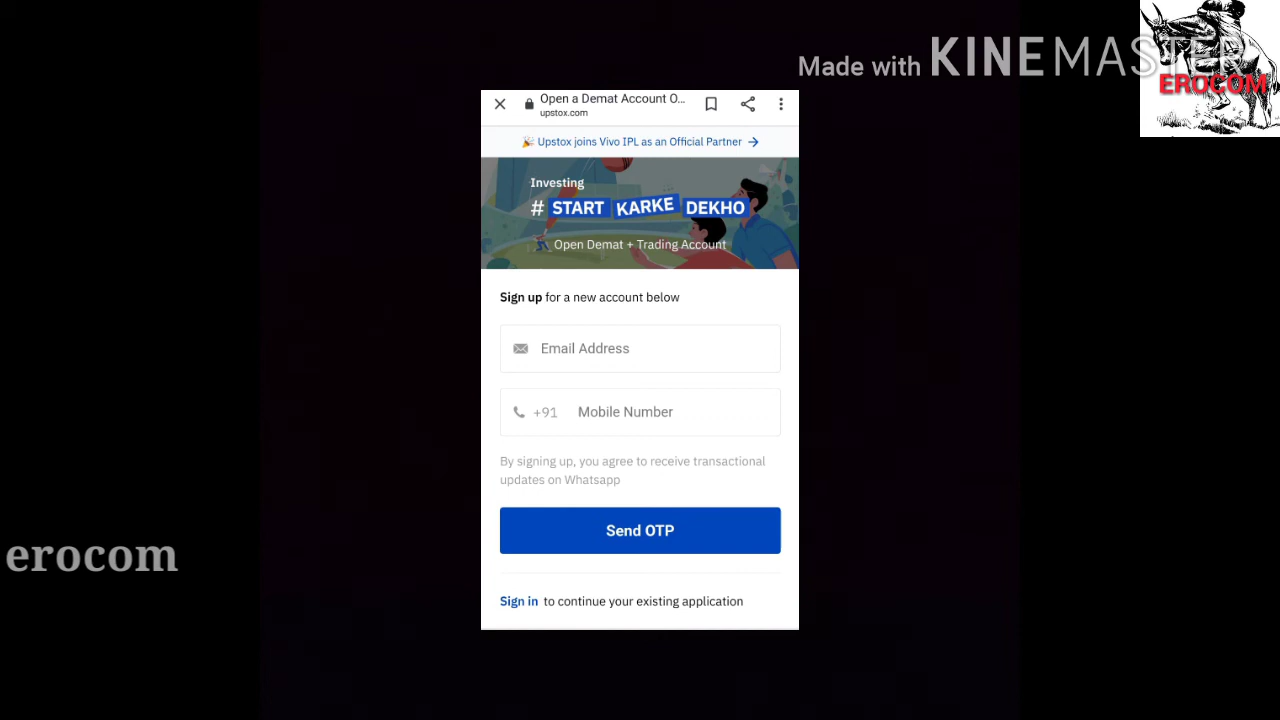 Made with KINEMASTER
EROCOM
Open a Demat Account O...
upstox.com
🎉 Upstox joins Vivo IPL as an Official Partner →
Investing
# START KARKE DEKHO
Open Demat + Trading Account
Sign up for a new account below
Email Address
+91 Mobile Number
By signing up, you agree to receive transactional
updates on Whatsapp
Send OTP
erocom
Sign in to continue your existing application